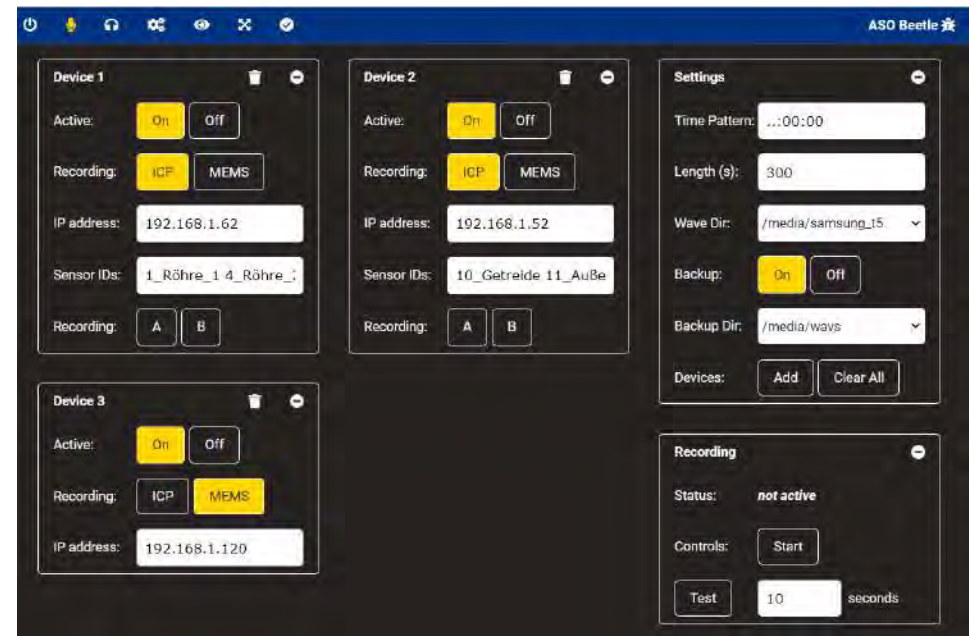 ASO Beetle
Device 1
Active: On Off
Recording: ICP MEMS
IP address: 192.168.1.62
Sensor IDs: 1_Röhre_1 4_Röhre_
Recording: A B
Device 2
Active: On Off
Recording: ICP MEMS
IP address: 192.168.1.52
Sensor IDs: 10_Getreide 11_Auße
Recording: A B
Settings
Time Pattern: ..:00:00
Length (s): 300
Wave Dir: /media/samsung_t5
Backup: On Off
Backup Dir: /media/wavs
Devices: Add Clear All
Device 3
Active: On Off
Recording: ICP MEMS
IP address: 192.168.1.120
Recording
Status: not active
Controls: Start
Test 10 seconds